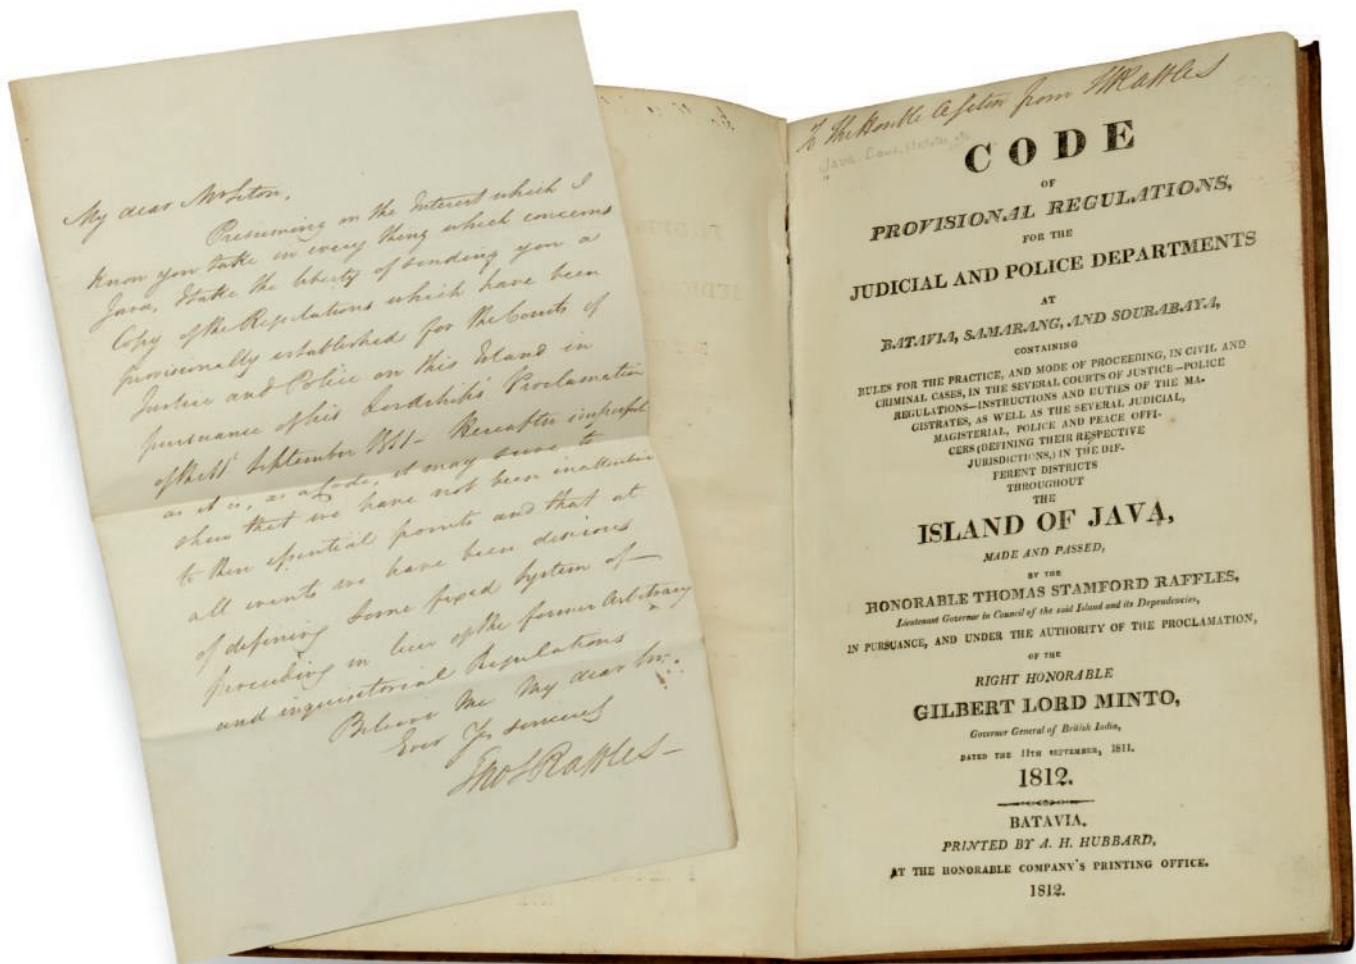 My dear Mr Seton,
Presuming on the Interest which I
know you take in every thing which concerns
Java, I take the liberty of sending you a
Copy of the Regulations which have been
provisionally established for the Courts of
Justice and Police on this Island in
pursuance of his Lordship's Proclamation
of the 11 September 1811 - Hereafter imperfect
as it is, as a Code, it may serve to
shew that we have not been inattentive
to these essential points and that at
all events we have been desirous
of defining some fixed system of
proceeding in lieu of the former Arbitrary
and inquisitorial Regulations
Believe me My dear Sir.
Ever Yrs sincerely
Thos Raffles
To The Honble A Seton from TSRaffles
Java. Laws, statutes, etc
CODE
OF
PROVISIONAL REGULATIONS,
FOR THE
JUDICIAL AND POLICE DEPARTMENTS
AT
BATAVIA, SAMARANG, AND SOURABAYA,
CONTAINING
RULES FOR THE PRACTICE, AND MODE OF PROCEEDING, IN CIVIL AND
CRIMINAL CASES, IN THE SEVERAL COURTS OF JUSTICE—POLICE
REGULATIONS—INSTRUCTIONS AND DUTIES OF THE MA-
GISTRATES, AS WELL AS THE SEVERAL JUDICIAL,
MAGISTERIAL, POLICE AND PEACE OFFI-
CERS (DEFINING THEIR RESPECTIVE
JURISDICTIONS,) IN THE DIF-
FERENT DISTRICTS
THROUGHOUT
THE
ISLAND OF JAVA,
MADE AND PASSED,
BY THE
HONORABLE THOMAS STAMFORD RAFFLES,
Lieutenant Governor in Council of the said Island and its Dependencies,
IN PURSUANCE, AND UNDER THE AUTHORITY OF THE PROCLAMATION,
OF THE
RIGHT HONORABLE
GILBERT LORD MINTO,
Governor General of British India,
DATED THE 11TH SEPTEMBER, 1811.
1812.
BATAVIA.
PRINTED BY A. H. HUBBARD,
AT THE HONORABLE COMPANY'S PRINTING OFFICE.
1812.